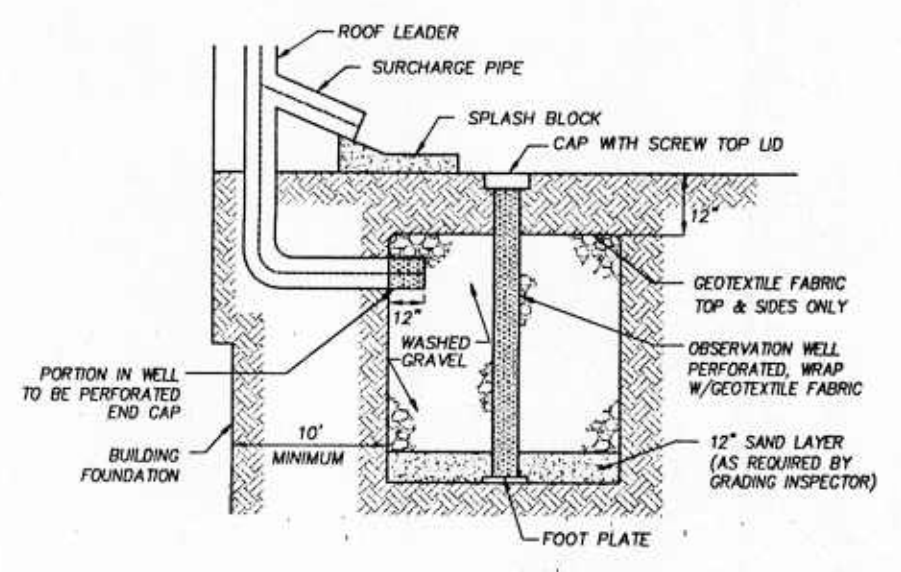 ROOF LEADER
SURCHARGE PIPE
SPLASH BLOCK
CAP WITH SCREW TOP LID
12"
GEOTEXTILE FABRIC
TOP & SIDES ONLY
12"
WASHED
GRAVEL
OBSERVATION WELL
PERFORATED, WRAP
W/GEOTEXTILE FABRIC
PORTION IN WELL
TO BE PERFORATED
END CAP
10'
MINIMUM
BUILDING
FOUNDATION
12" SAND LAYER
(AS REQUIRED BY
GRADING INSPECTOR)
FOOT PLATE